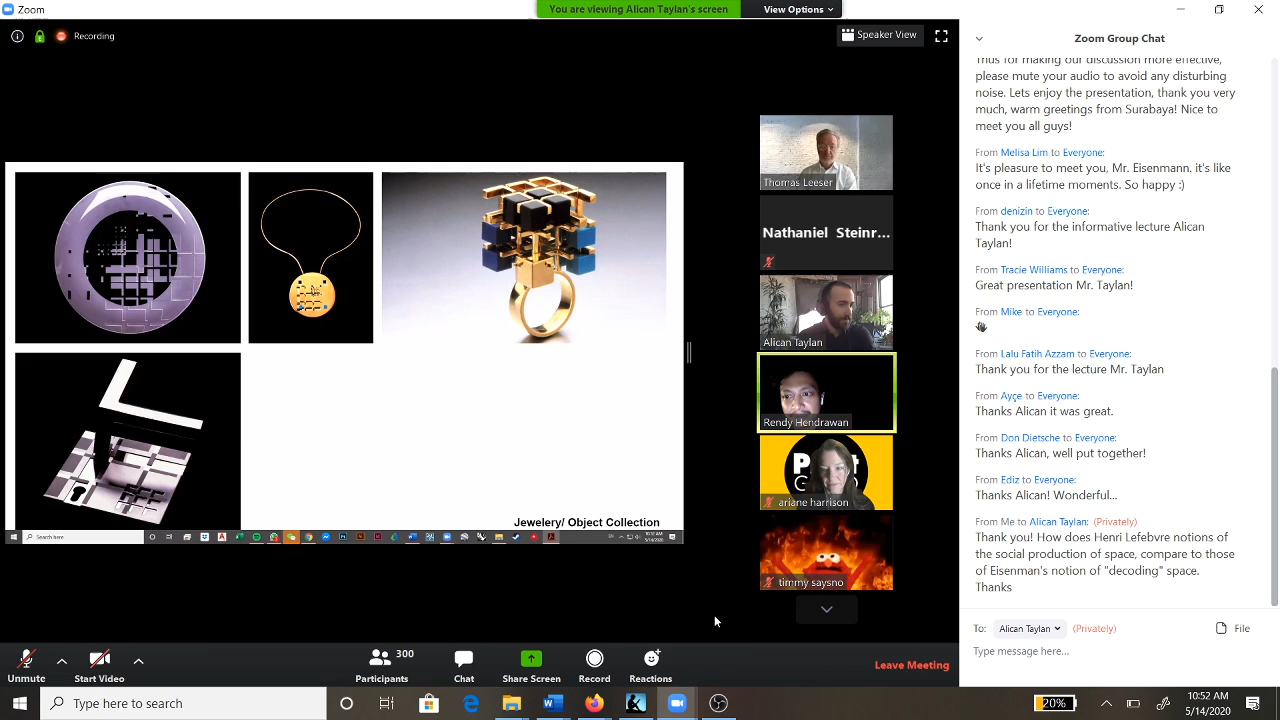 Zoom
You are viewing Alican Taylan's screen
View Options
Recording
Speaker View
Zoom Group Chat
Thus for making our discussion more effective,
please mute your audio to avoid any disturbing
noise. Lets enjoy the presentation, thank you very
much, warm greetings from Surabaya! Nice to
meet you all guys!
From Melisa Lim to Everyone:
It's pleasure to meet you, Mr. Eisenmann. it's like
once in a lifetime moments. So happy :)
From denizin to Everyone:
Thank you for the informative lecture Alican
Taylan!
From Tracie Williams to Everyone:
Great presentation Mr. Taylan!
From Mike to Everyone:
From Lalu Fatih Azzam to Everyone:
Thank you for the lecture Mr. Taylan
From Ayçe to Everyone:
Thanks Alican it was great.
From Don Dietsche to Everyone:
Thanks Alican, well put together!
From Ediz to Everyone:
Thanks Alican! Wonderful...
From Me to Alican Taylan: (Privately)
Thank you! How does Henri Lefebvre notions of
the social production of space, compare to those
of Eisenman's notion of "decoding" space.
Thanks
To: Alican Taylan (Privately)
File
Type message here...
Thomas Leeser
Nathaniel Steinr...
Alican Taylan
Rendy Hendrawan
ariane harrison
timmy saysno
Jewelery/ Object Collection
Search here
10:52 AM
5/14/2020
Unmute
Start Video
300
Participants
Chat
Share Screen
Record
Reactions
Leave Meeting
Type here to search
20%
10:52 AM
5/14/2020